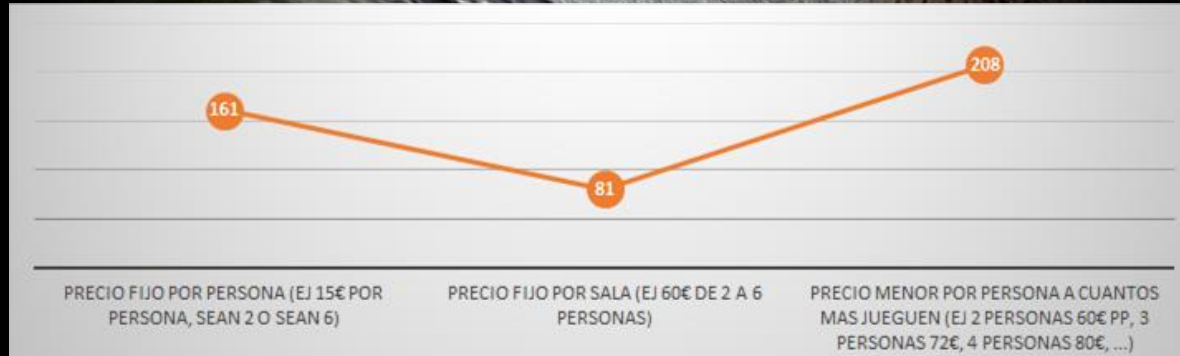 161
81
208
PRECIO FIJO POR PERSONA (EJ 15€ POR
PERSONA, SEAN 2 O SEAN 6)
PRECIO FIJO POR SALA (EJ 60€ DE 2 A 6
PERSONAS)
PRECIO MENOR POR PERSONA A CUANTOS
MAS JUEGUEN (EJ 2 PERSONAS 60€ PP, 3
PERSONAS 72€, 4 PERSONAS 80€, ...)